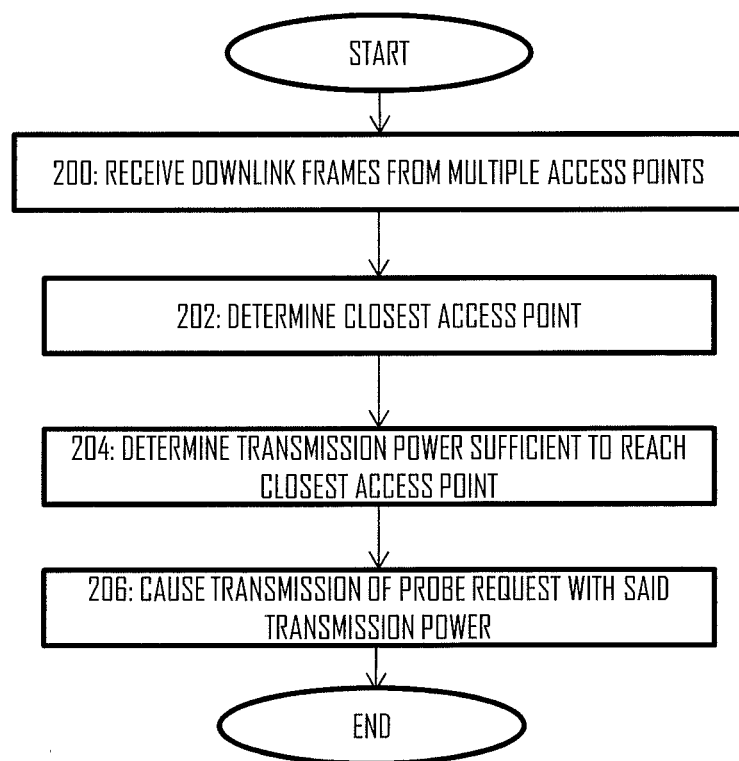 START
200: RECEIVE DOWNLINK FRAMES FROM MULTIPLE ACCESS POINTS
202: DETERMINE CLOSEST ACCESS POINT
204: DETERMINE TRANSMISSION POWER SUFFICIENT TO REACH
CLOSEST ACCESS POINT
206: CAUSE TRANSMISSION OF PROBE REQUEST WITH SAID
TRANSMISSION POWER
END